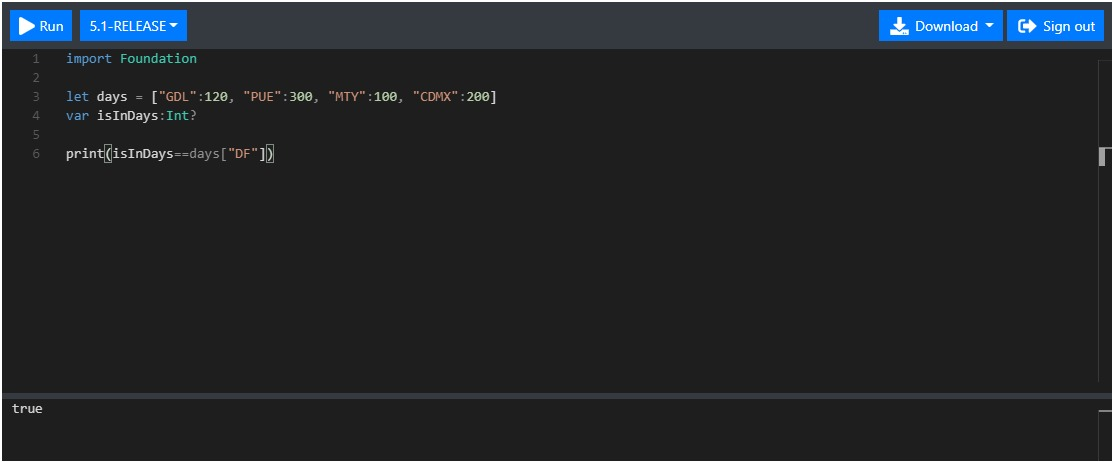 Run 5.1-RELEASE Download Sign out
1 import Foundation
2
3 let days = ["GDL":120, "PUE":300, "MTY":100, "CDMX":200]
4 var isInDays:Int?
5
6 print(isInDays==days["DF"])
true